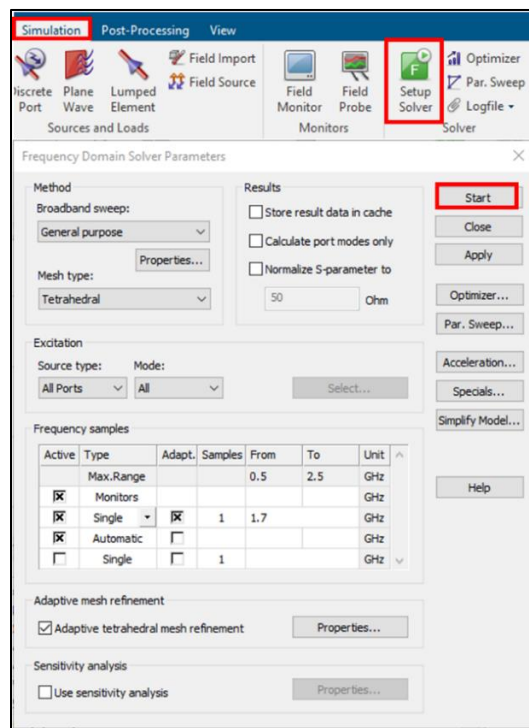 Simulation Post-Processing View
Discrete Port Plane Wave Lumped Element Field Import Field Source Field Monitor Field Probe Setup Solver Optimizer Par. Sweep Logfile
Sources and Loads Monitors Solver
Frequency Domain Solver Parameters
Method
Broadband sweep:
General purpose
Properties...
Mesh type:
Tetrahedral
Results
Store result data in cache
Calculate port modes only
Normalize S-parameter to
50 Ohm
Start
Close
Apply
Optimizer...
Par. Sweep...
Acceleration...
Specials...
Simplify Model...
Help
Excitation
Source type: Mode:
All Ports All Select...
Frequency samples
Active Type Adapt. Samples From To Unit
Max.Range 0.5 2.5 GHz
Monitors GHz
Single 1 1.7 GHz
Automatic GHz
Single 1 GHz
Adaptive mesh refinement
Adaptive tetrahedral mesh refinement Properties...
Sensitivity analysis
Use sensitivity analysis Properties...